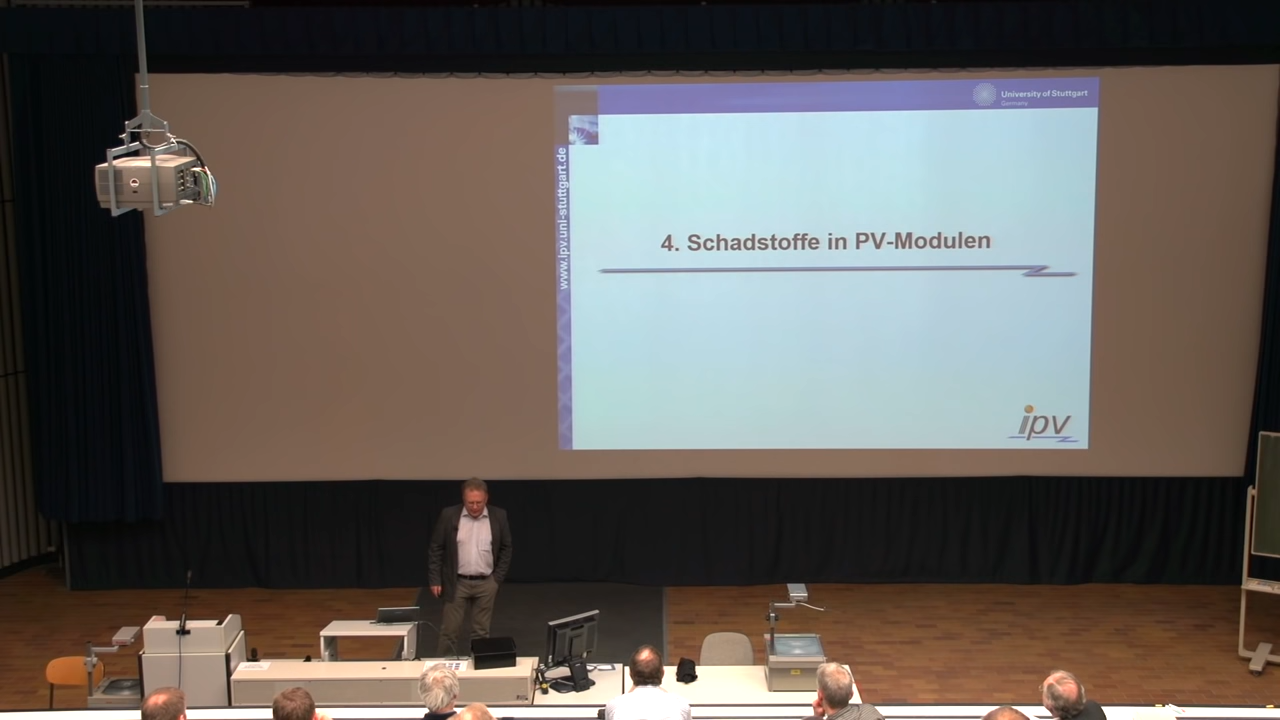 University of Stuttgart
Germany
www.ipv.uni-stuttgart.de
4. Schadstoffe in PV-Modulen
ipv